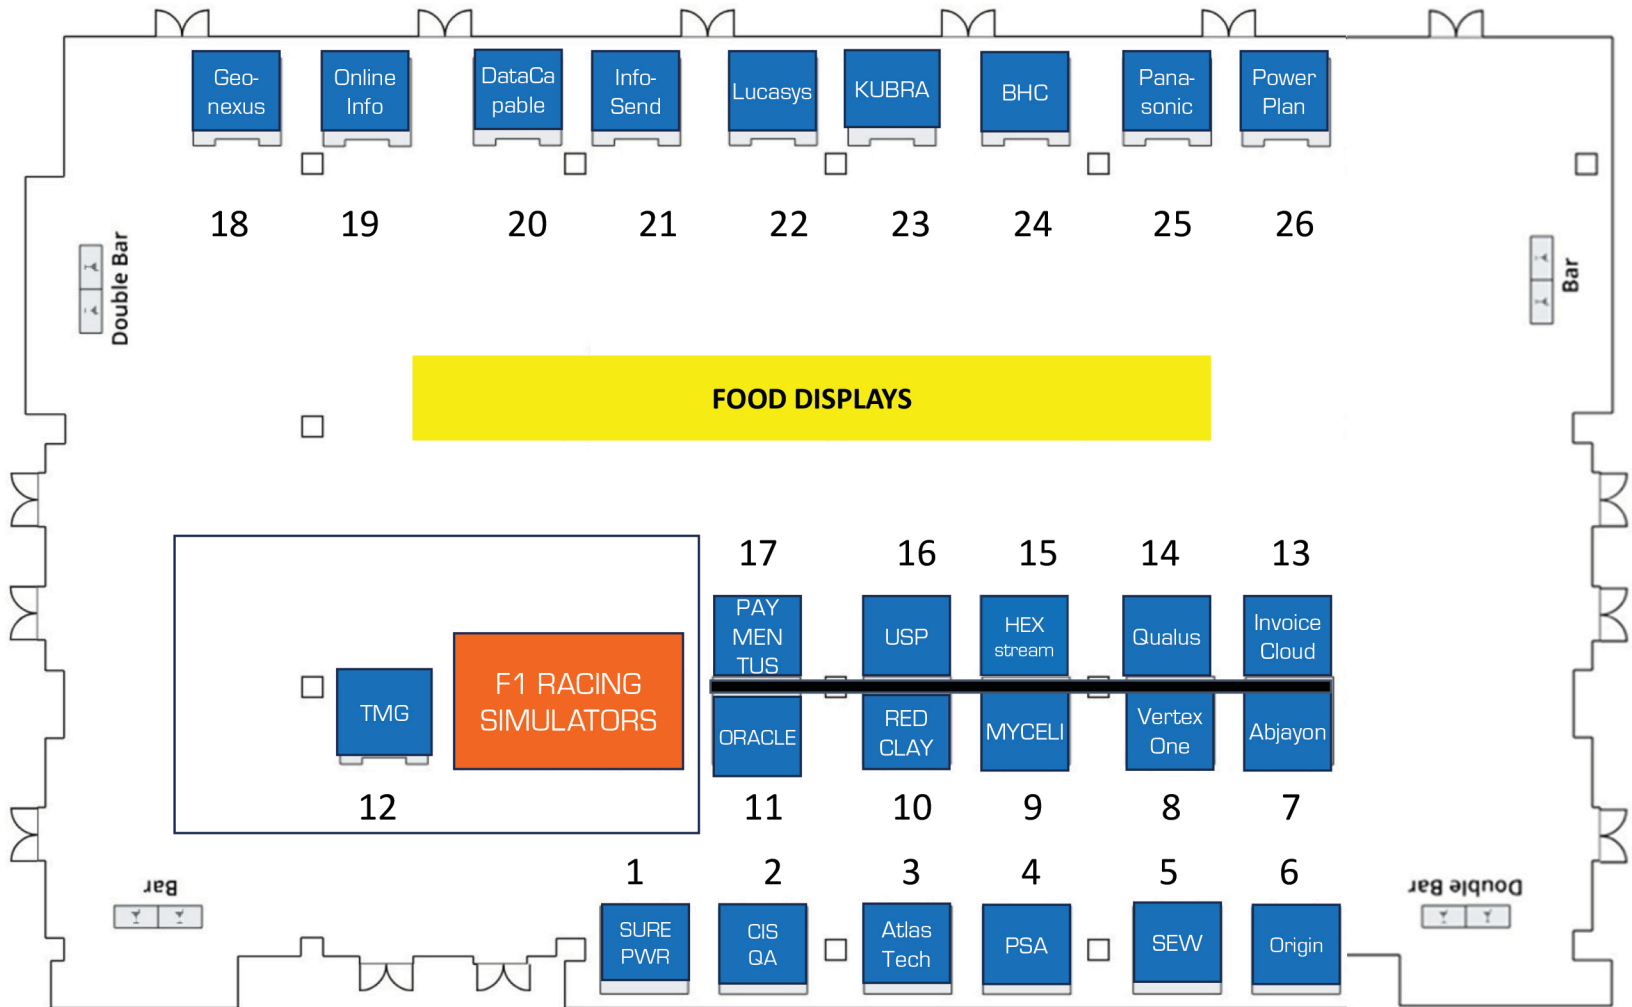 Geo-
nexus
Online
Info
DataCa
pable
Info-
Send
Lucasys
KUBRA
BHC
Pana-
sonic
Power
Plan
18
19
20
21
22
23
24
25
26
Double Bar
Bar
FOOD DISPLAYS
17
16
15
14
13
PAY
MEN
TUS
USP
HEX
stream
Qualus
Invoice
Cloud
TMG
F1 RACING
SIMULATORS
ORACLE
RED
CLAY
MYCELI
Vertex
One
Abjayon
12
11
10
9
8
7
1
2
3
4
5
6
Bar
Double Bar
SURE
PWR
CIS
QA
Atlas
Tech
PSA
SEW
Origin